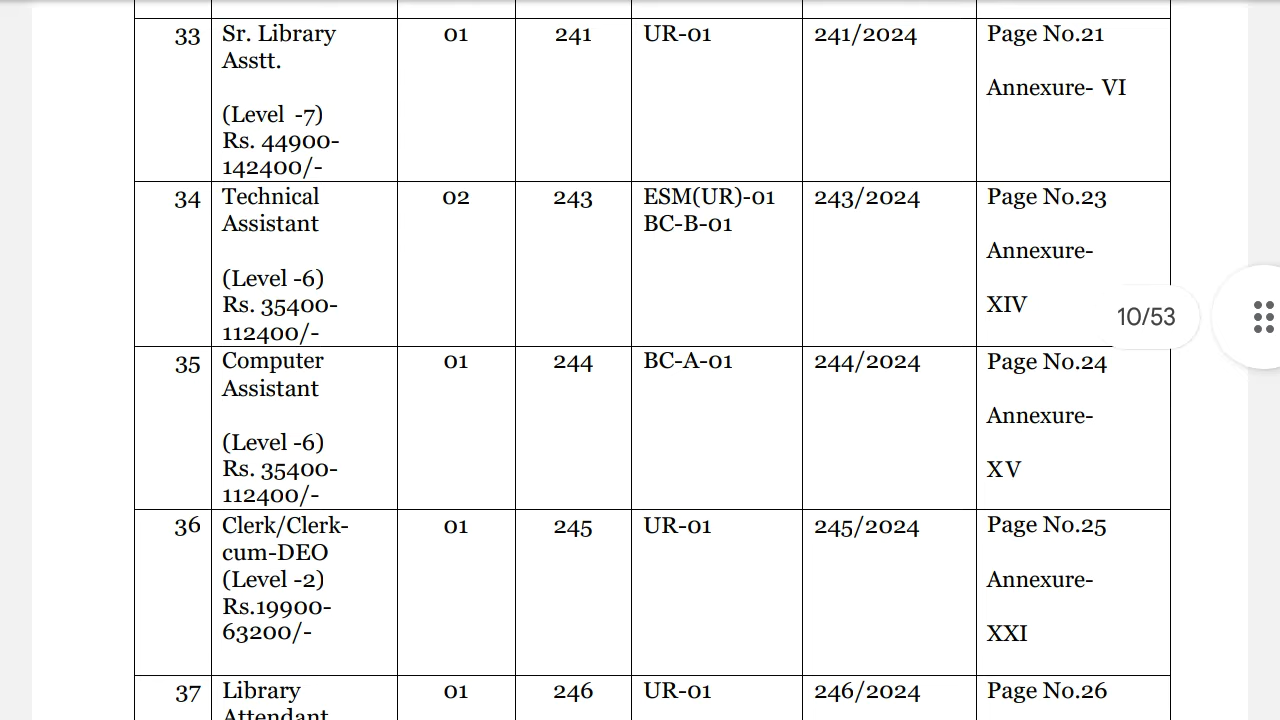 33 Sr. Library 01 241 UR-01 241/2024 Page No.21
Asstt.
Annexure- VI
(Level -7)
Rs. 44900-
142400/-
34 Technical 02 243 ESM(UR)-01 243/2024 Page No.23
Assistant BC-B-01
Annexure-
(Level -6)
Rs. 35400- XIV
112400/-
10/53
35 Computer 01 244 BC-A-01 244/2024 Page No.24
Assistant
Annexure-
(Level -6)
Rs. 35400- XV
112400/-
36 Clerk/Clerk- 01 245 UR-01 245/2024 Page No.25
cum-DEO
(Level -2) Annexure-
Rs.19900-
63200/- XXI
37 Library 01 246 UR-01 246/2024 Page No.26
Attendant